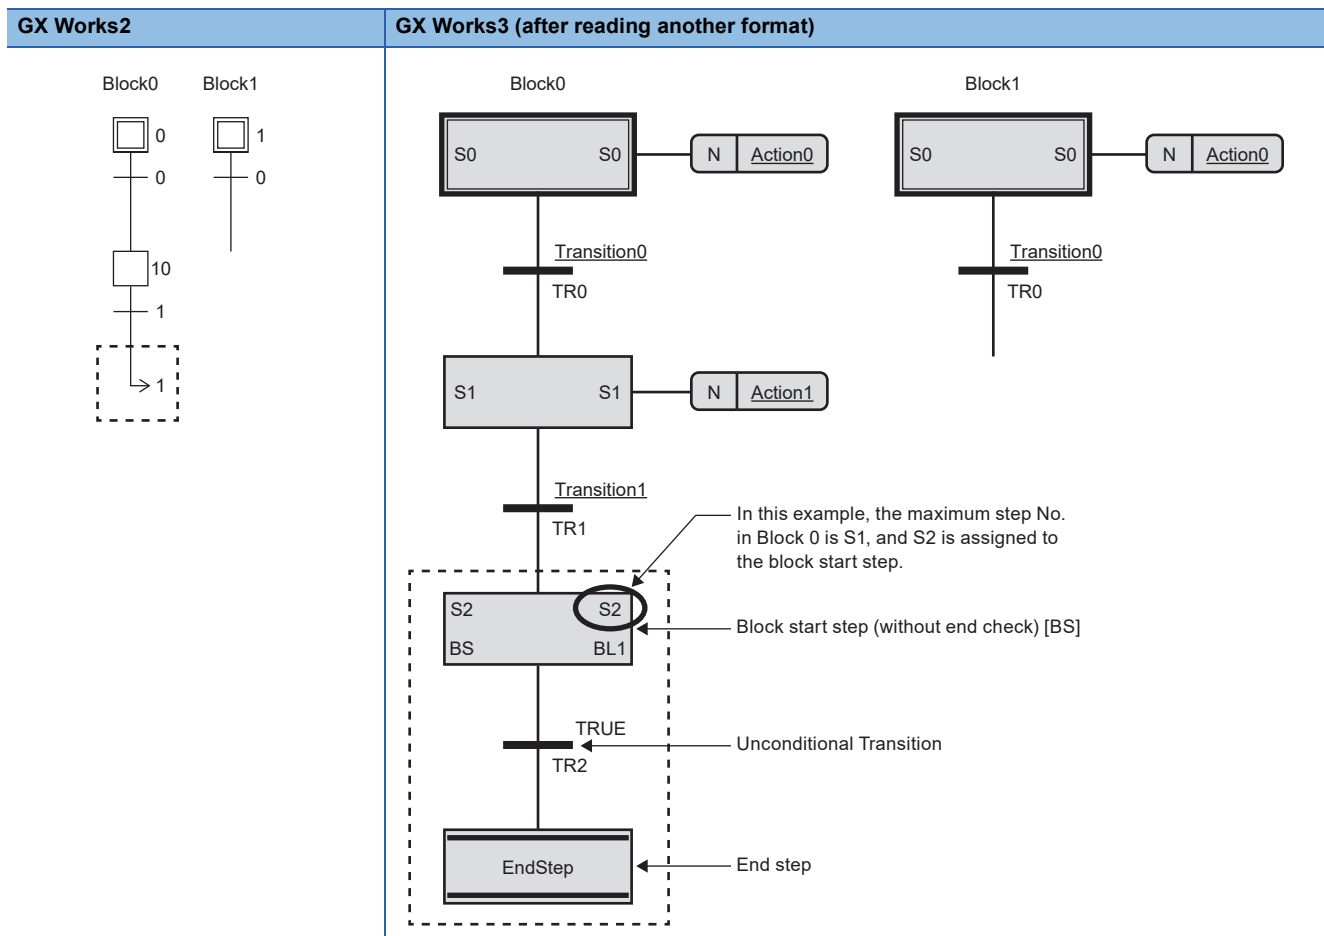 GX Works2
GX Works3 (after reading another format)
Block0
Block1
0
1
0
0
10
1
1
Block0
Block1
S0
S0
N
Action0
S0
S0
N
Action0
Transition0
TR0
Transition0
TR0
S1
S1
N
Action1
Transition1
TR1
In this example, the maximum step No.
in Block 0 is S1, and S2 is assigned to
the block start step.
S2
S2
BS
BL1
Block start step (without end check) [BS]
TRUE
TR2
Unconditional Transition
EndStep
End step